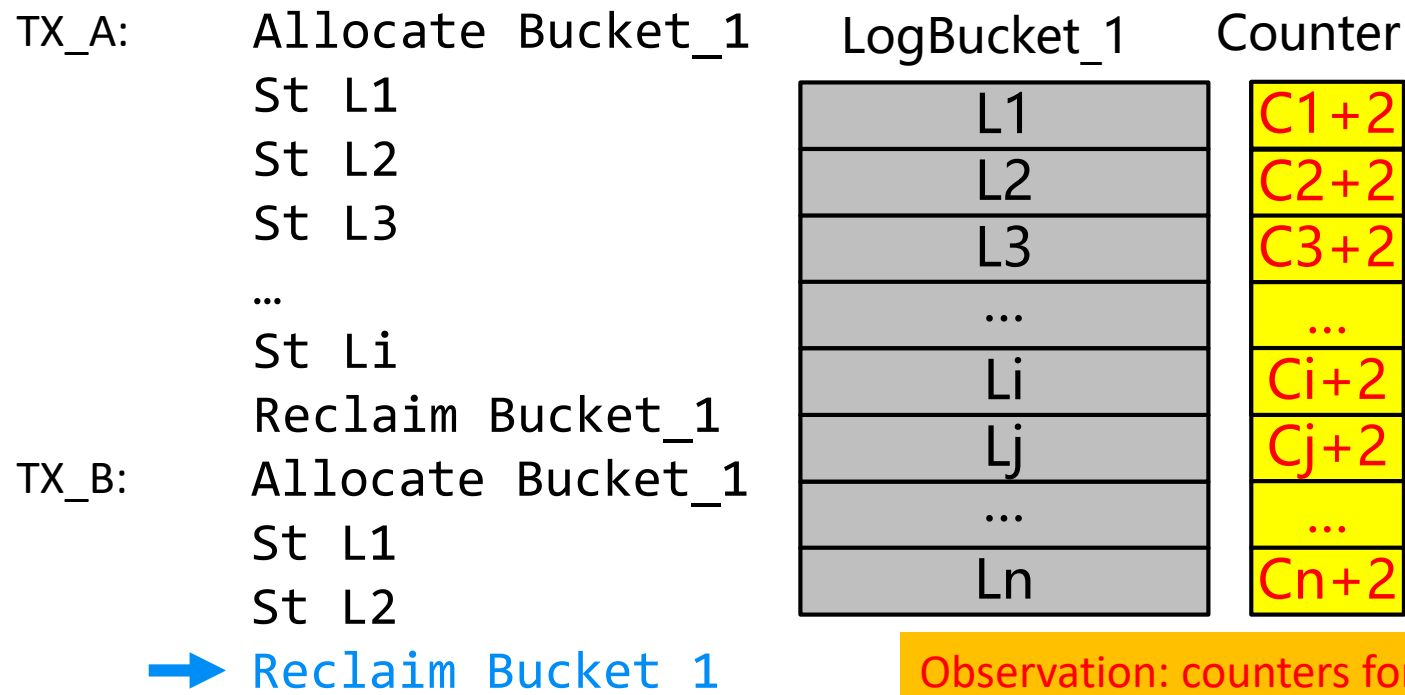 TX_A: Allocate Bucket_1
St L1
St L2
St L3
…
St Li
Reclaim Bucket_1
TX_B: Allocate Bucket_1
St L1
St L2
Reclaim Bucket 1
LogBucket_1 Counter
L1 C1+2
L2 C2+2
L3 C3+2
... ...
Li Ci+2
Lj Cj+2
... ...
Ln Cn+2
Observation: counters for